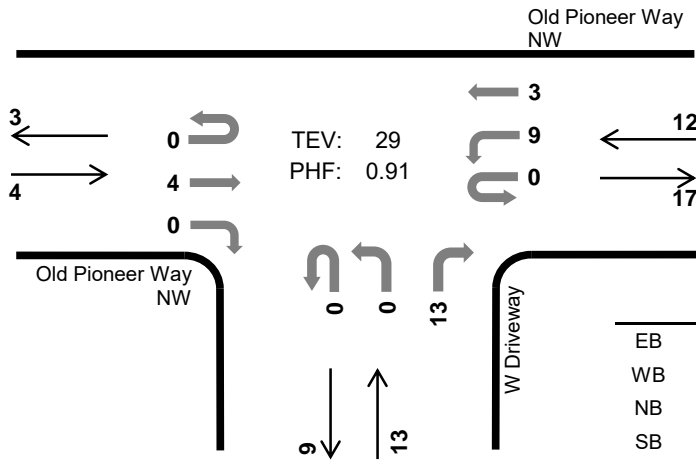 Old Pioneer Way
NW
3
3
12
0
TEV: 29
9
4
4
PHF: 0.91
0
17
0
Old Pioneer Way
NW
0
0
13
W Driveway
9
13
EB
WB
NB
SB